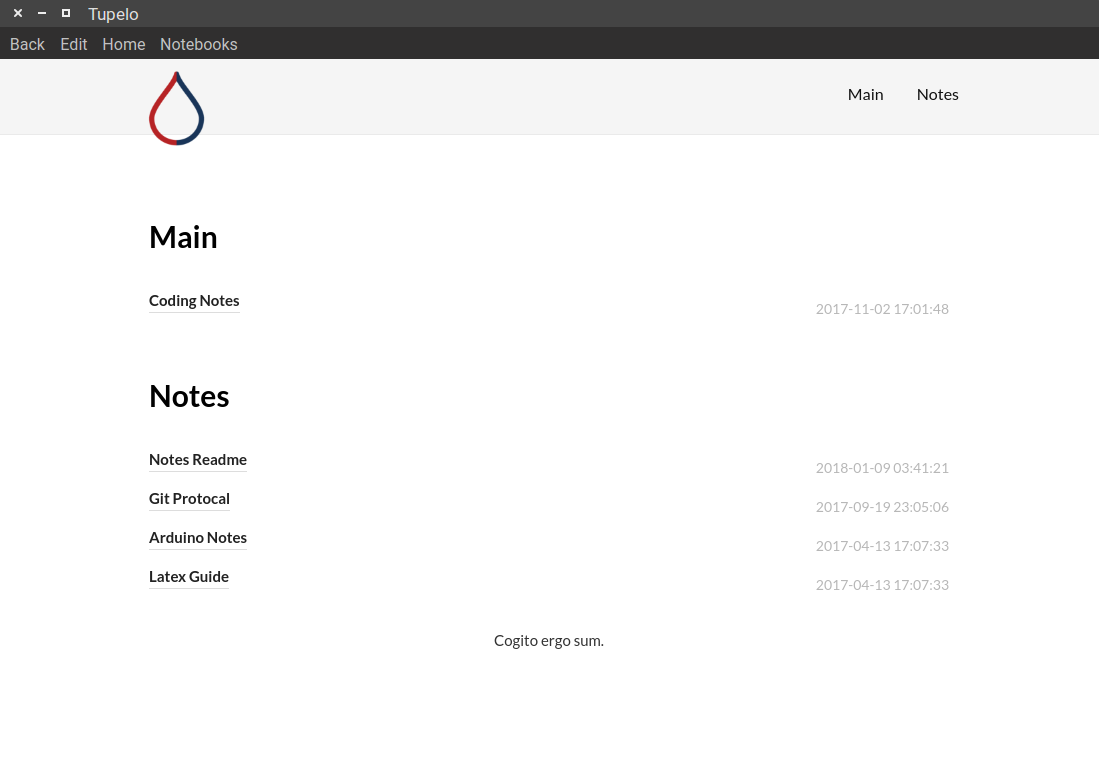 Tupelo
Back Edit Home Notebooks
Main Notes
Main
Coding Notes 2017-11-02 17:01:48
Notes
Notes Readme 2018-01-09 03:41:21
Git Protocal 2017-09-19 23:05:06
Arduino Notes 2017-04-13 17:07:33
Latex Guide 2017-04-13 17:07:33
Cogito ergo sum.